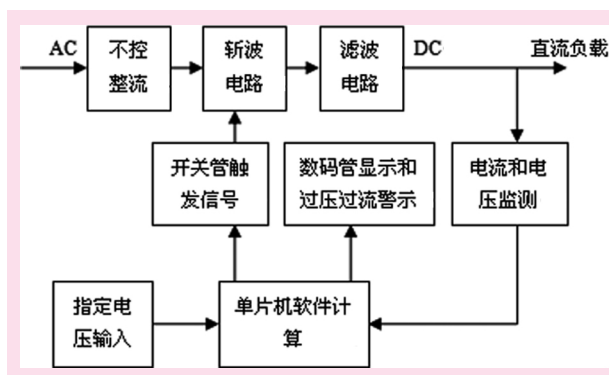 AC
不控
整流
斩波
电路
滤波
电路
DC
直流负载
开关管触
发信号
数码管显示和
过压过流警示
电流和电
压监测
指定电
压输入
单片机软件计
算